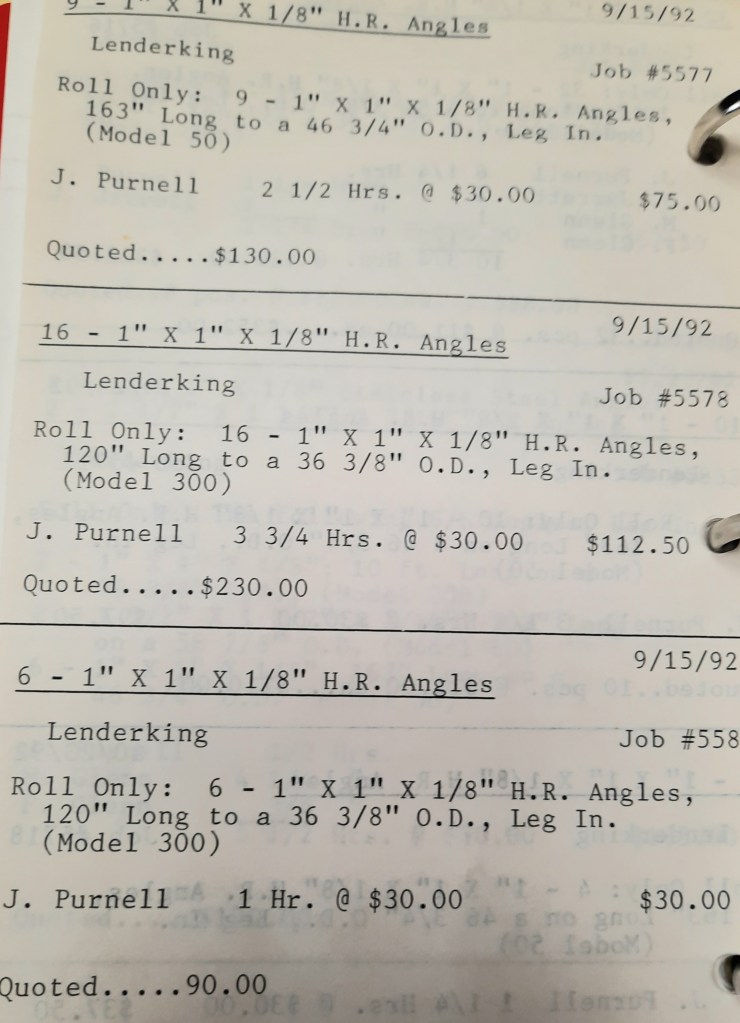 9 - 1" X 1" X 1/8" H.R. Angles 9/15/92
Lenderking Job #5577
Roll Only: 9 - 1" X 1" X 1/8" H.R. Angles,
163" Long to a 46 3/4" O.D., Leg In.
(Model 50)
J. Purnell 2 1/2 Hrs. @ $30.00 $75.00
Quoted.....$130.00
16 - 1" X 1" X 1/8" H.R. Angles 9/15/92
Lenderking Job #5578
Roll Only: 16 - 1" X 1" X 1/8" H.R. Angles,
120" Long to a 36 3/8" O.D., Leg In.
(Model 300)
J. Purnell 3 3/4 Hrs. @ $30.00 $112.50
Quoted.....$230.00
6 - 1" X 1" X 1/8" H.R. Angles 9/15/92
Lenderking Job #558
Roll Only: 6 - 1" X 1" X 1/8" H.R. Angles,
120" Long to a 36 3/8" O.D., Leg In.
(Model 300)
J. Purnell 1 Hr. @ $30.00 $30.00
Quoted.....90.00